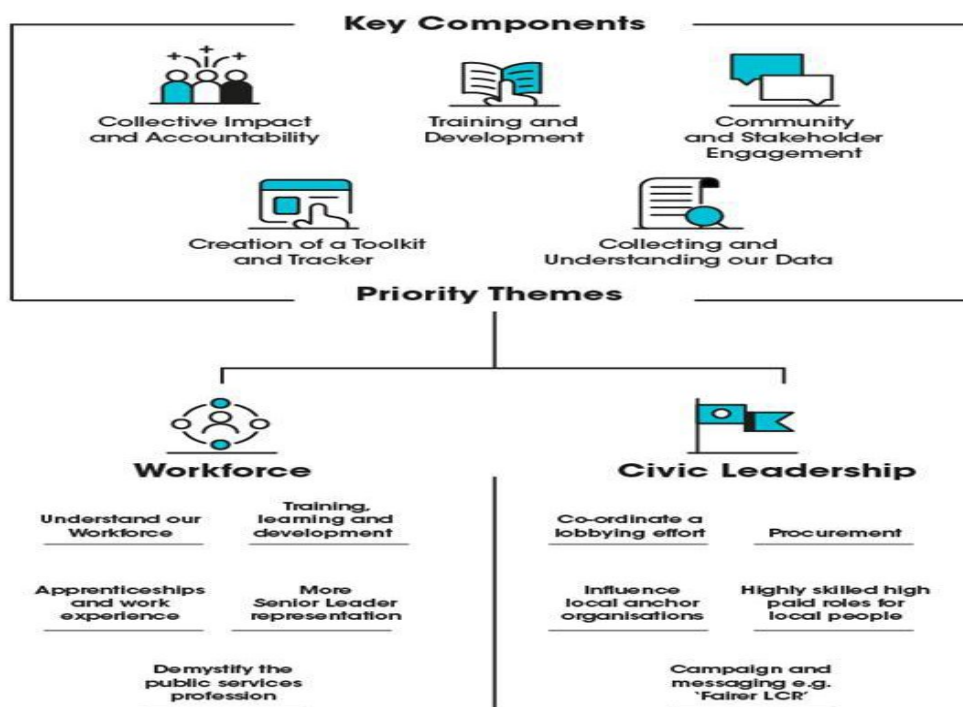 Key Components
Collective Impact
and Accountability
Training and
Development
Community
and Stakeholder
Engagement
Creation of a Toolkit
and Tracker
Collecting and
Understanding our Data
Priority Themes
Workforce
Civic Leadership
Understand our
Workforce
Training,
learning and
development
Co-ordinate a
lobbying effort
Procurement
Apprenticeships
and work
experience
More
Senior Leader
representation
Influence
local anchor
organisations
Highly skilled high
paid roles for
local people
Demystify the
public services
profession
Campaign and
messaging e.g.
'Fairer LCR'